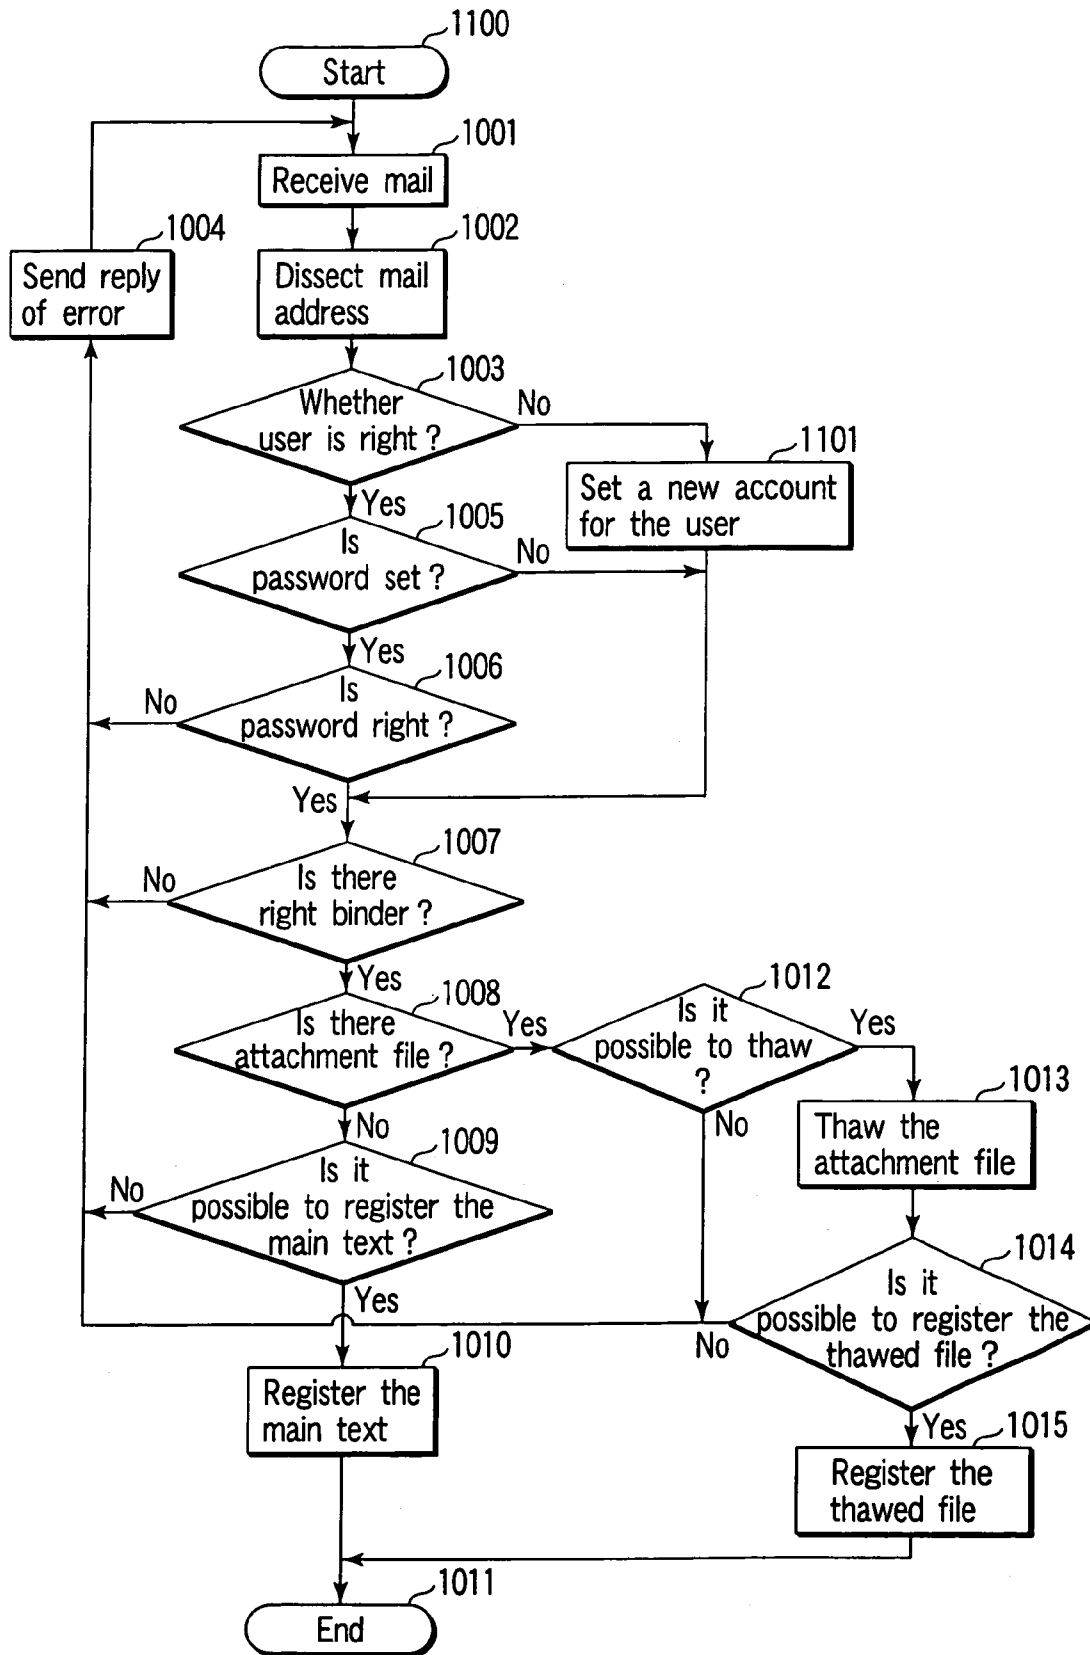 1100
Start
1001
Receive mail
1004
Send reply
of error
1002
Dissect mail
address
1003
Whether
user is right ?
No
Yes
1101
Set a new account
for the user
1005
Is
password set ?
No
Yes
1006
Is
password right ?
No
Yes
1007
Is there
right binder ?
No
Yes
1008
Is there
attachment file ?
Yes
No
1012
Is it
possible to thaw
?
Yes
No
1013
Thaw the
attachment file
1009
Is it
possible to register the
main text ?
No
Yes
1014
Is it
possible to register the
thawed file ?
No
Yes
1010
Register the
main text
1015
Register the
thawed file
1011
End